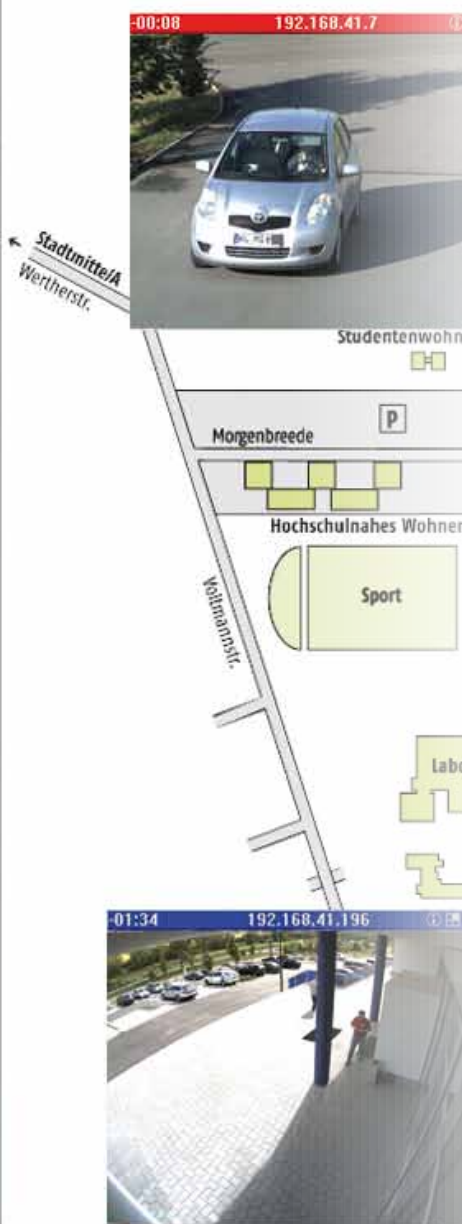 -00:08 192.168.41.7
Stadtmitte/A
Wertherstr.
Studentenwohn
P
Morgenbreede
Hochschulnahes Wohnen
Sport
Voltmannstr.
Labo
-01:34 192.168.41.196